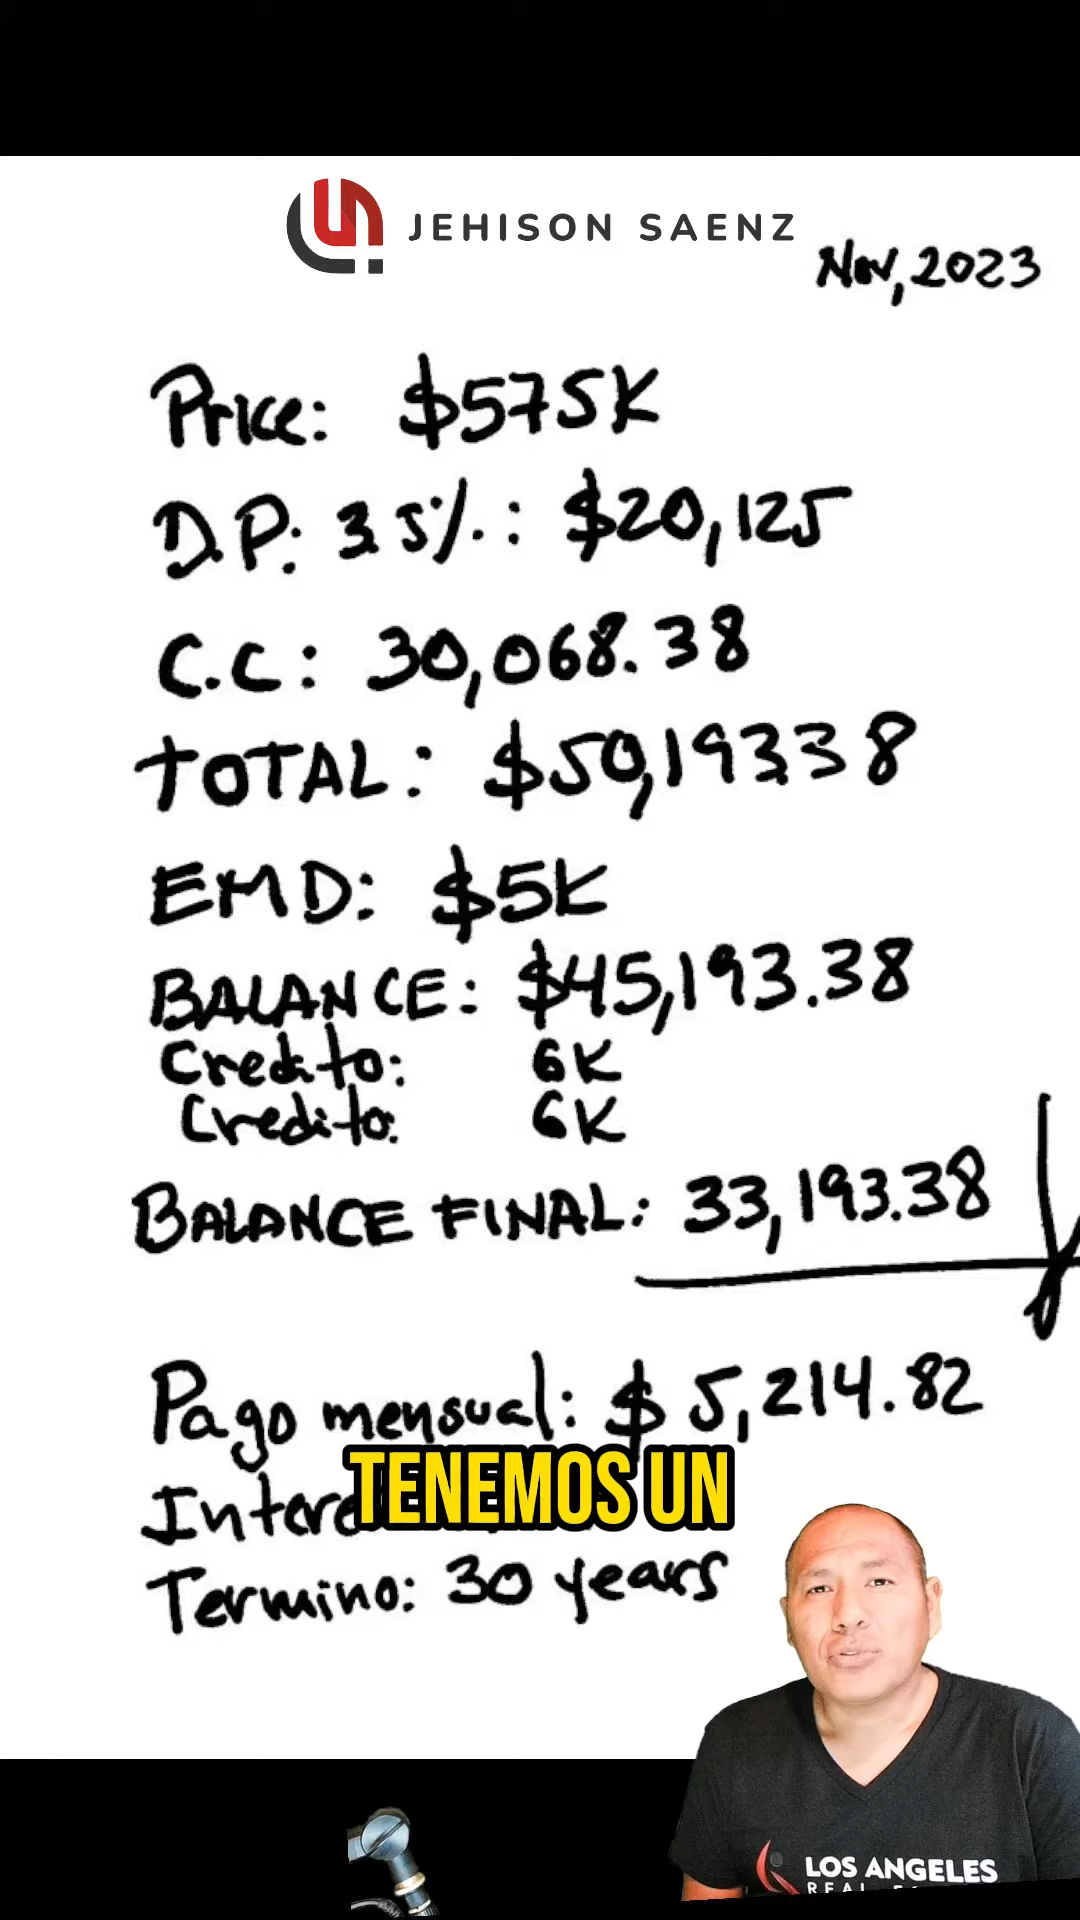 JEHISON SAENZ
Nov, 2023
Price: $575K
D.P: 3.5%: $20,125
C.C: 30,068.38
TOTAL: $50,193.38
EMD: $5K
BALANCE: $45,193.38
Credito: 6K
Credito: 6K
BALANCE FINAL: 33,193.38
Pago mensual: $5,214.82
TENEMOS UN
Termino: 30 years
LOS ANGELES
REAL